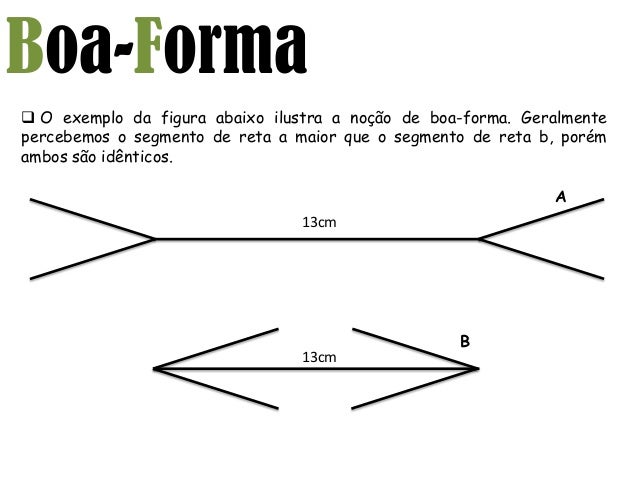 Boa-Forma
❑ O exemplo da figura abaixo ilustra a noção de boa-forma. Geralmente
percebemos o segmento de reta a maior que o segmento de reta b, porém
ambos são idênticos.
A
13cm
B
13cm